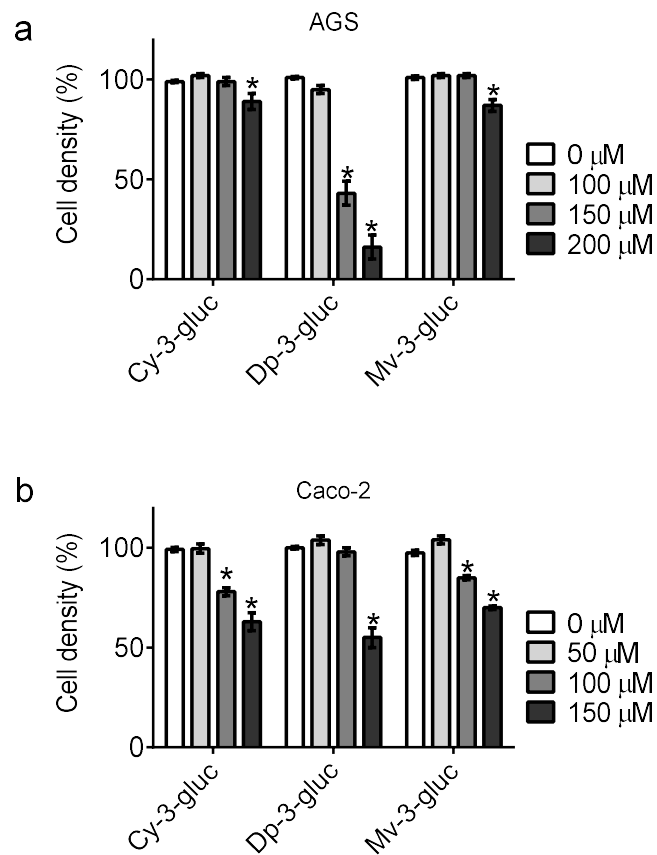 a
AGS
Cell density (%)
100
50
0
*
*
*
*
Cy-3-gluc
Dp-3-gluc
Mv-3-gluc
0 μM
100 μM
150 μM
200 μM
b
Caco-2
Cell density (%)
100
50
0
*
*
*
*
*
Cy-3-gluc
Dp-3-gluc
Mv-3-gluc
0 μM
50 μM
100 μM
150 μM